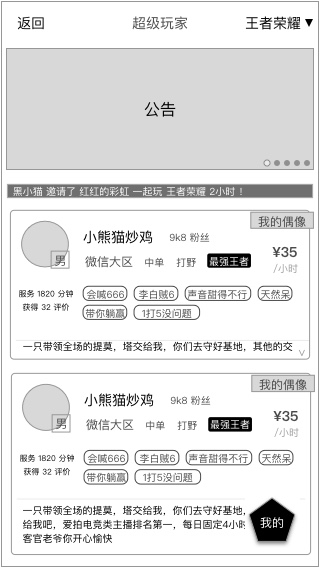 返回 超级玩家 王者荣耀▼
公告
黑小猫 邀请了 红红的彩虹 一起玩 王者荣耀 2小时 !
我的偶像
小熊猫炒鸡 9k8 粉丝
¥35
男 微信大区 中单 打野 最强王者
/小时
服务 1820 分钟 会喊666 李白贼6 声音甜得不行 天然呆
获得 32 评价 带你躺赢 1打5没问题
一只带领全场的提莫，塔交给我，你们去守好基地，其他的交
我的偶像
小熊猫炒鸡 9k8 粉丝
¥35
男 微信大区 中单 打野 最强王者
/小时
服务 1820 分钟 会喊666 李白贼6 声音甜得不行 天然呆
获得 32 评价 带你躺赢 1打5没问题
一只带领全场的提莫，塔交给我，你们去守好基地，
给我吧，爱拍电竞类主播排名第一，每日固定4小时
客官老爷你开心愉快
我的